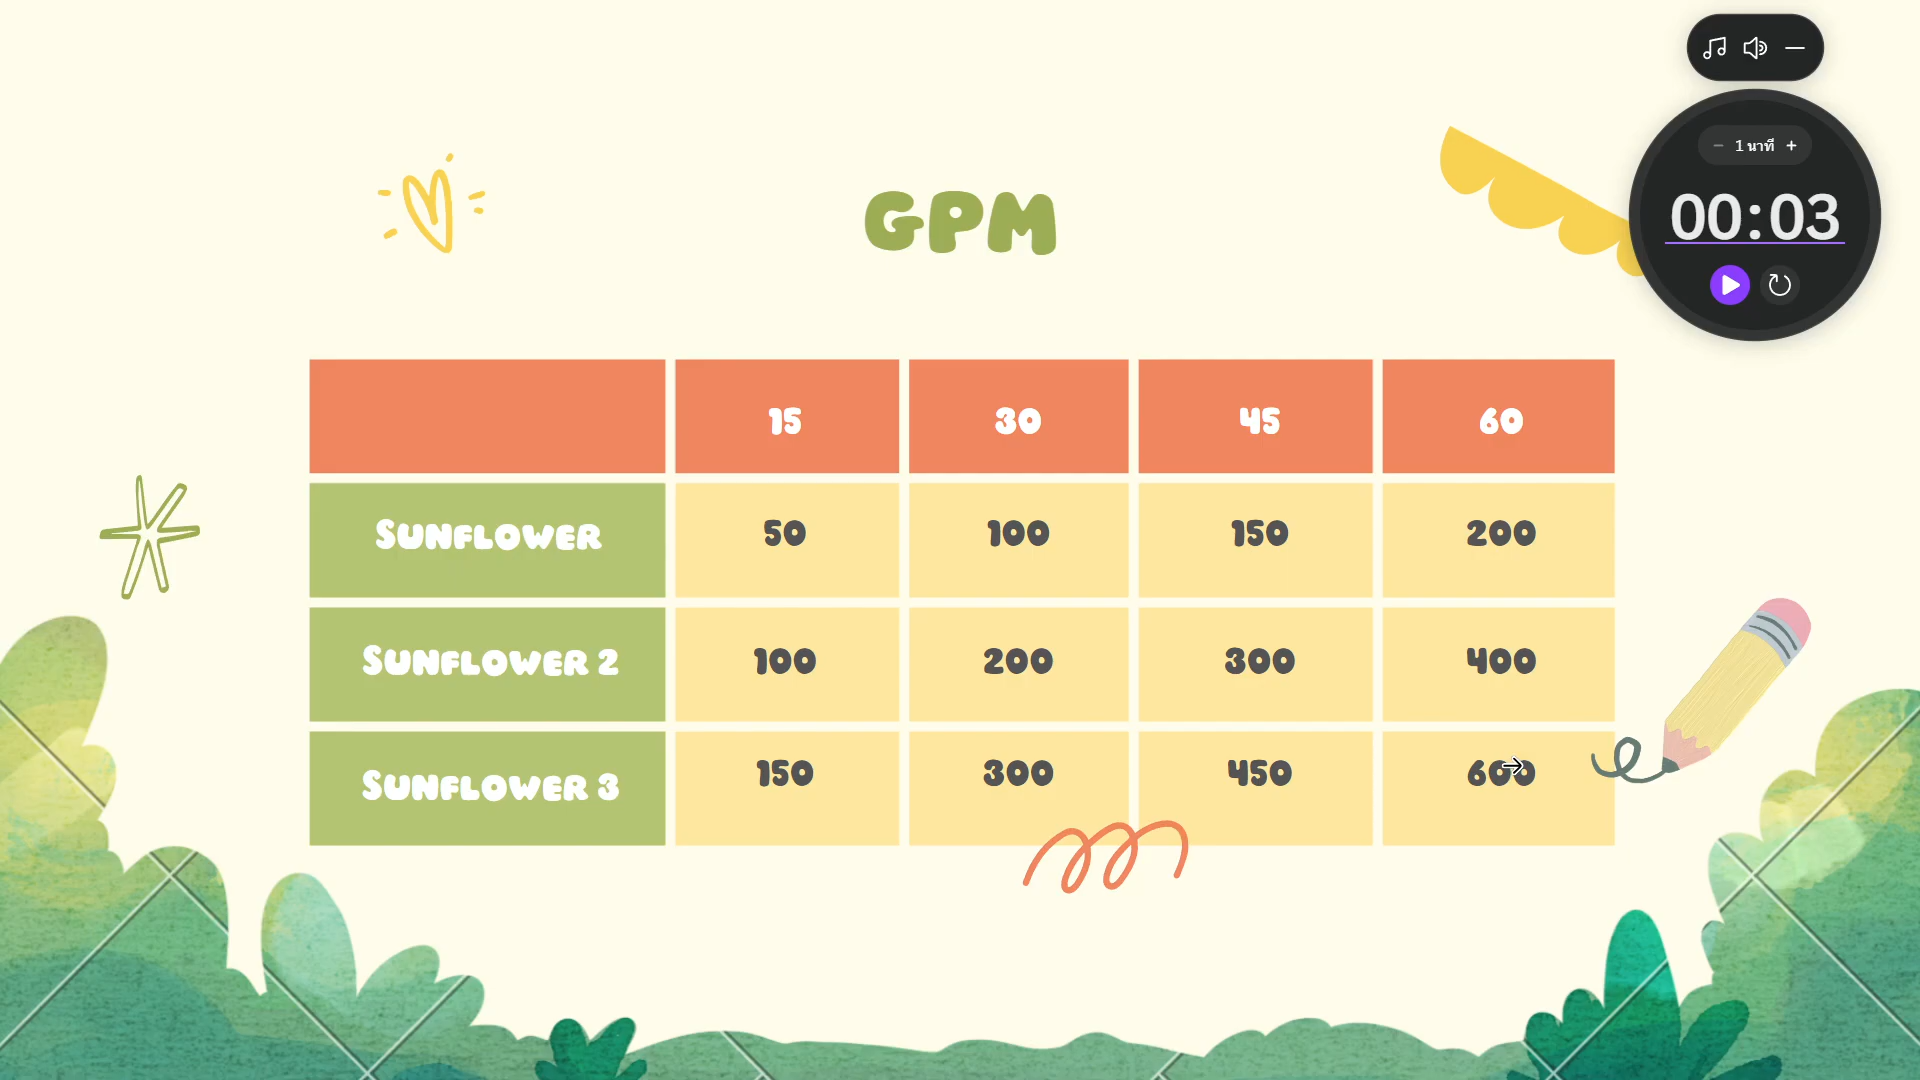 1 นาที
00:03
GPM
15 30 45 60
SUNFLOWER 50 100 150 200
SUNFLOWER 2 100 200 300 400
SUNFLOWER 3 150 300 450 600